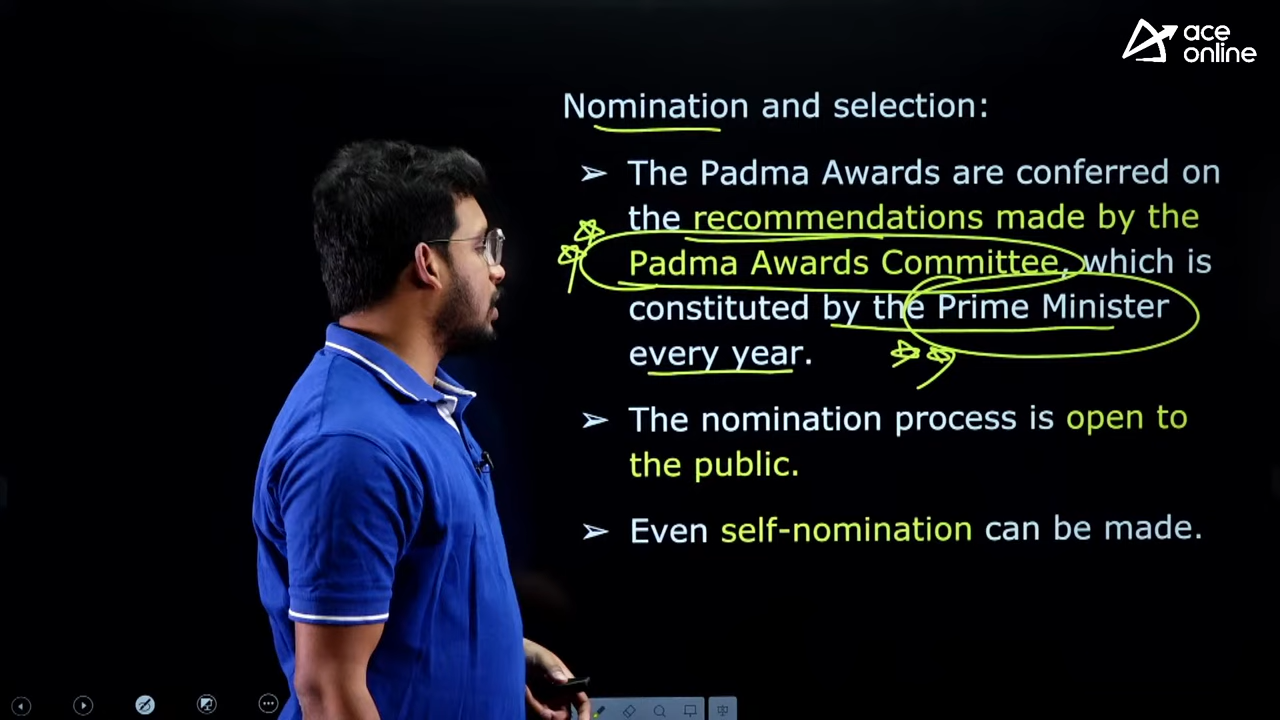 ace
online
Nomination and selection:
➢ The Padma Awards are conferred on
the recommendations made by the
Padma Awards Committee, which is
constituted by the Prime Minister
every year.
➢ The nomination process is open to
the public.
➢ Even self-nomination can be made.